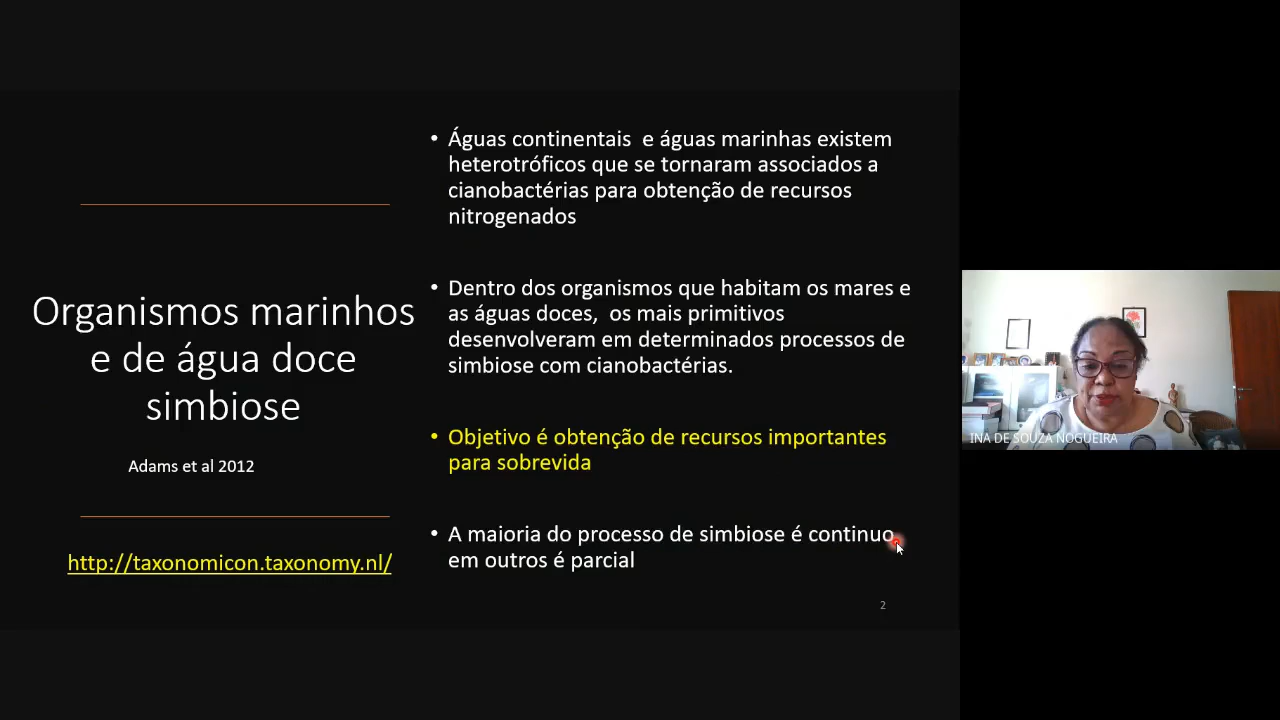 Organismos marinhos
e de água doce
simbiose
Adams et al 2012
http://taxonomicon.taxonomy.nl/
• Águas continentais  e águas marinhas existem
heterotróficos que se tornaram associados a
cianobactérias para obtenção de recursos
nitrogenados
• Dentro dos organismos que habitam os mares e
as águas doces,  os mais primitivos
desenvolveram em determinados processos de
simbiose com cianobactérias.
• Objetivo é obtenção de recursos importantes
para sobrevida
• A maioria do processo de simbiose é continuo,
em outros é parcial
2
INA DE SOUZA NOGUEIRA